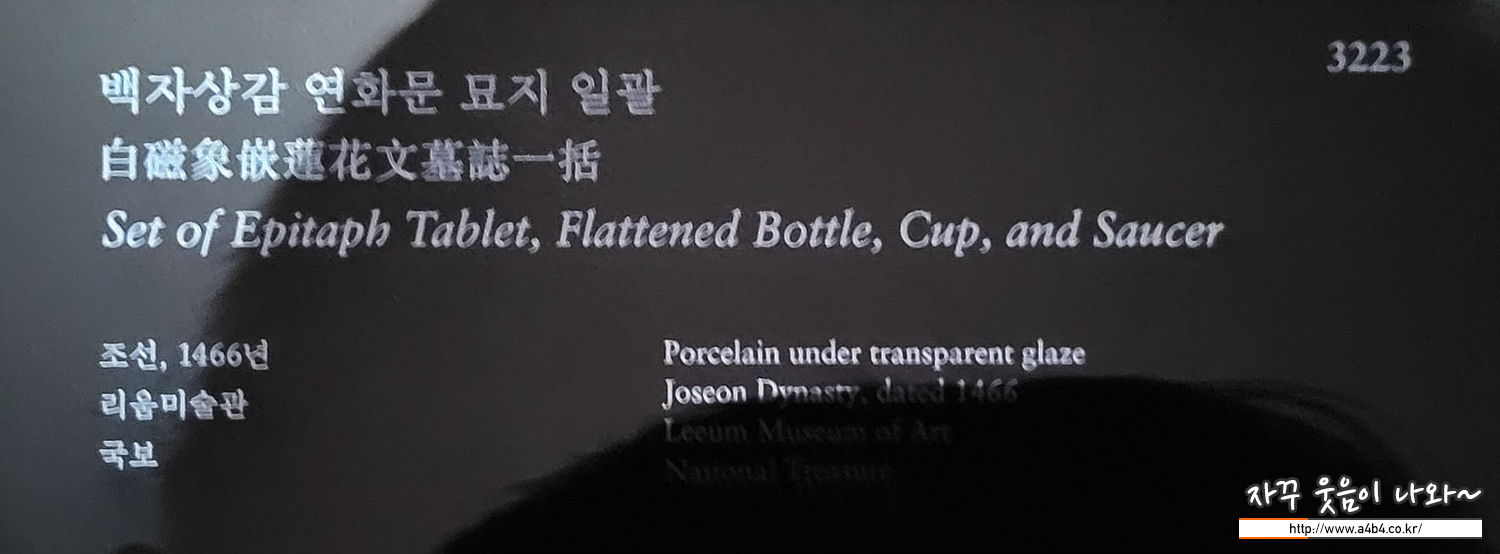 3223
백자상감 연화문 묘지 일괄
白磁象嵌蓮花文墓誌一括
Set of Epitaph Tablet, Flattened Bottle, Cup, and Saucer
조선, 1466년
리움미술관
국보
Porcelain under transparent glaze
Joseon Dynasty, dated 1466
Leeum Museum of Art
National Treasure
자꾸 웃음이 나와~
http://www.a4b4.co.kr/